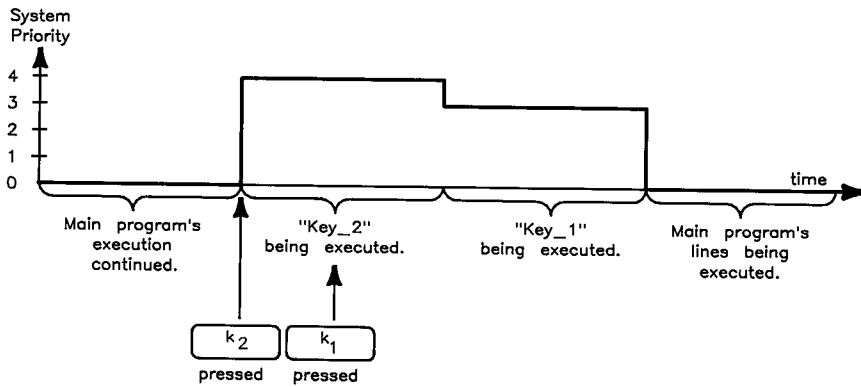 System
Priority
4
3
2
1
0
time
Main program's
execution
continued.
"Key_2"
being executed.
"Key_1"
being executed.
Main program's
lines being
executed.
k2
k1
pressed
pressed